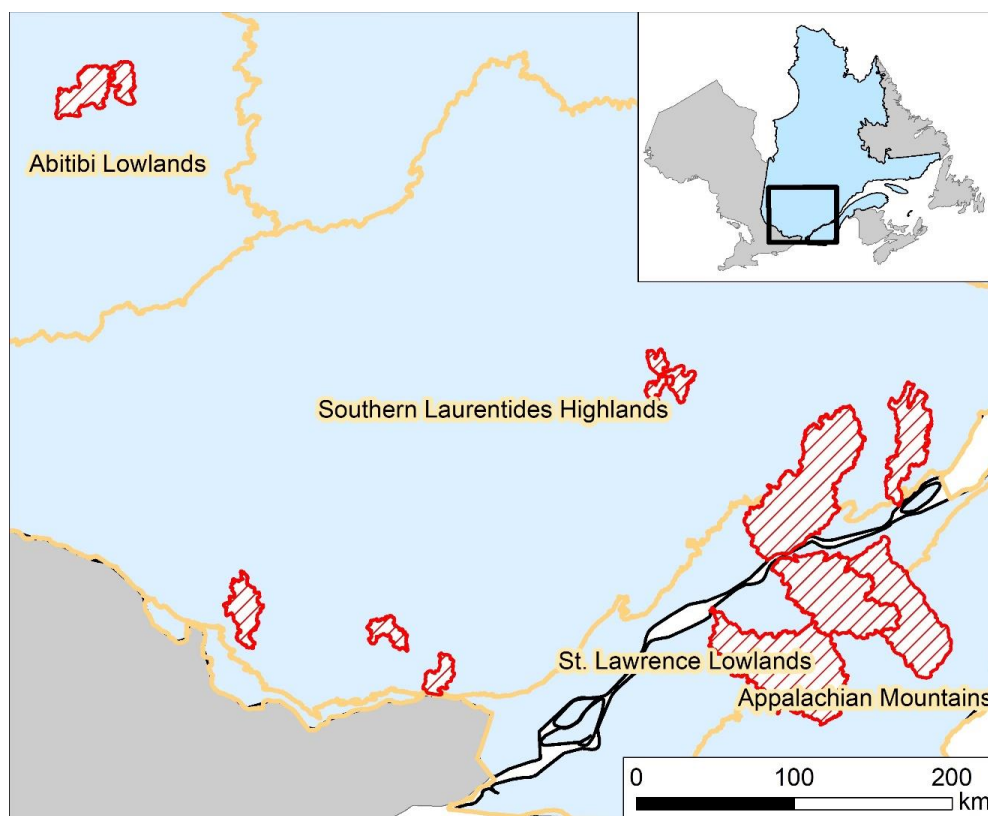 Abitibi Lowlands
Southern Laurentides Highlands
St. Lawrence Lowlands
Appalachian Mountains
0 100 200
km